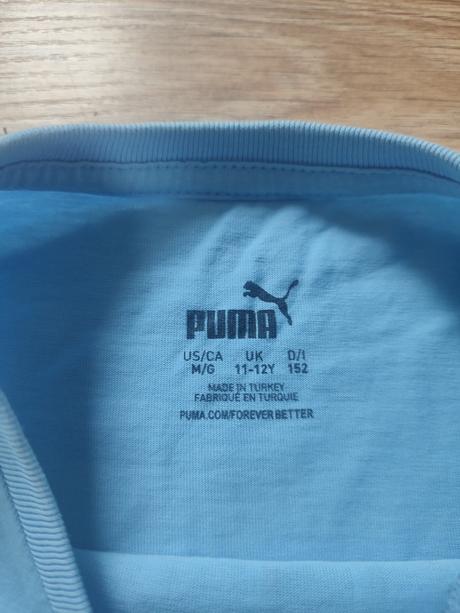 PUMA
US/CA UK D/I
M/G 11-12Y 152
MADE IN TURKEY
FABRIQUÉ EN TURQUIE
PUMA.COM/FOREVER BETTER